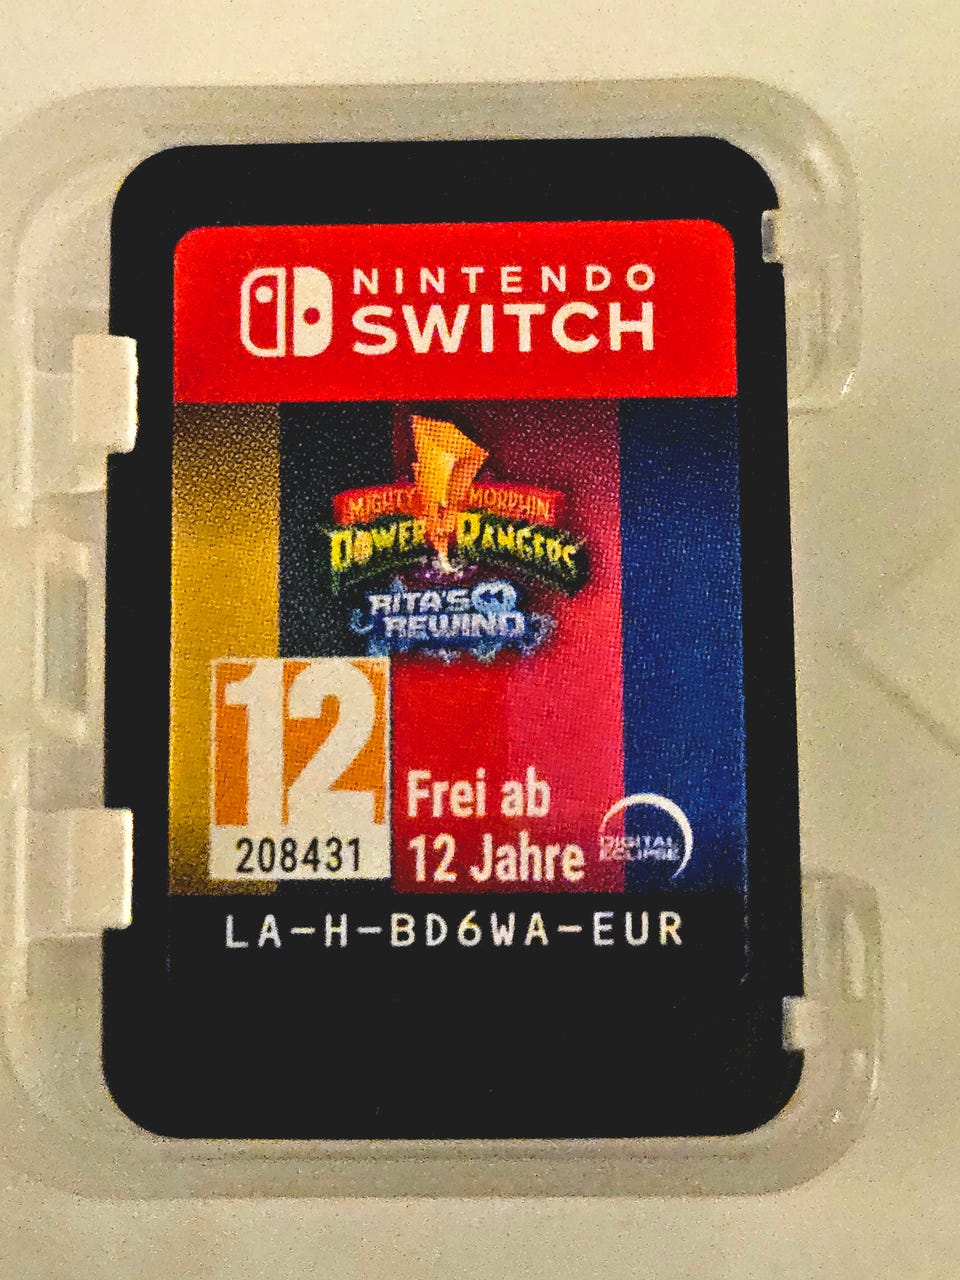 NINTENDO
SWITCH
MIGHTY MORPHIN
POWER RANGERS
RITA'S
REWIND
12
208431
Frei ab
12 Jahre
DIGITAL
ECLIPSE
LA-H-BD6WA-EUR